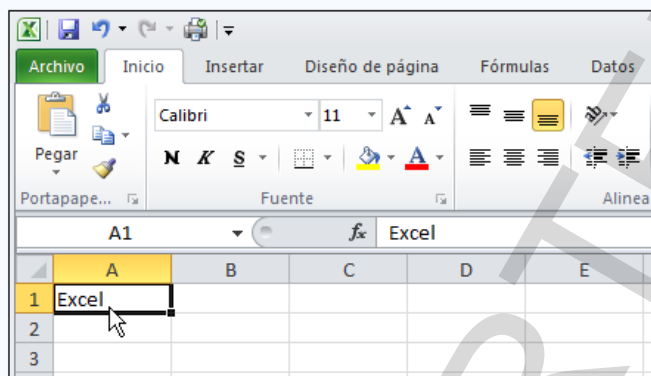 Archivo Inicio Insertar Diseño de página Fórmulas Datos
Calibri 11 A A
Pegar N K S A
Portapape... Fuente Alinea
A1 fx Excel
A B C D E
1 Excel
2
3